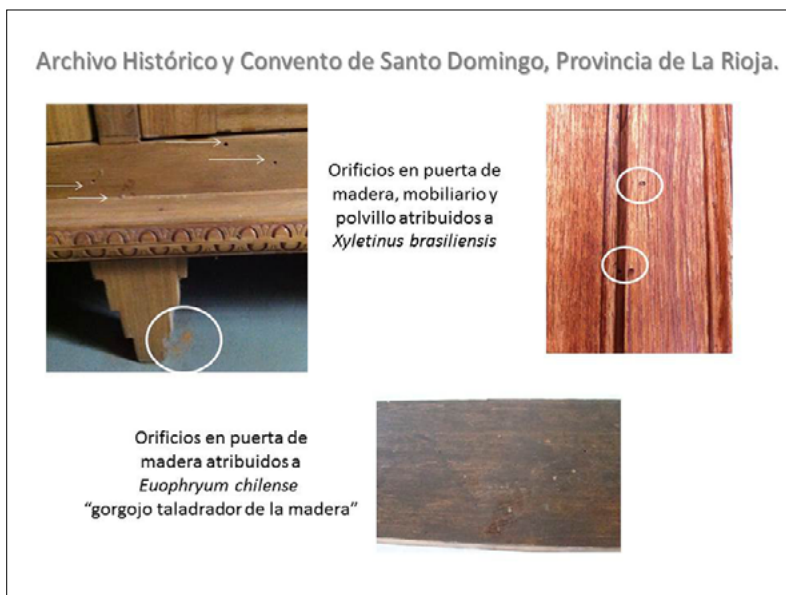 Archivo Histórico y Convento de Santo Domingo, Provincia de La Rioja.
Orificios en puerta de
madera, mobiliario y
polvillo atribuidos a
Xyletinus brasiliensis
Orificios en puerta de
madera atribuidos a
Euophryum chilense
“gorgojo taladrador de la madera”